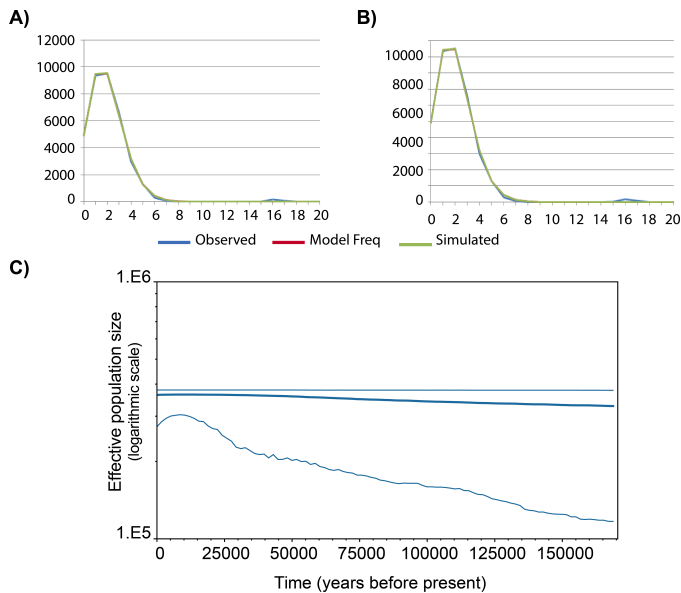 A)
B)
12000
10000
8000
6000
4000
2000
0
0 2 4 6 8 10 12 14 16 18 20
10000
8000
6000
4000
2000
0
0 2 4 6 8 10 12 14 16 18 20
Observed Model Freq Simulated
C)
1.E6
Effective population size
(logarithmic scale)
1.E5
0 25000 50000 75000 100000 125000 150000
Time (years before present)